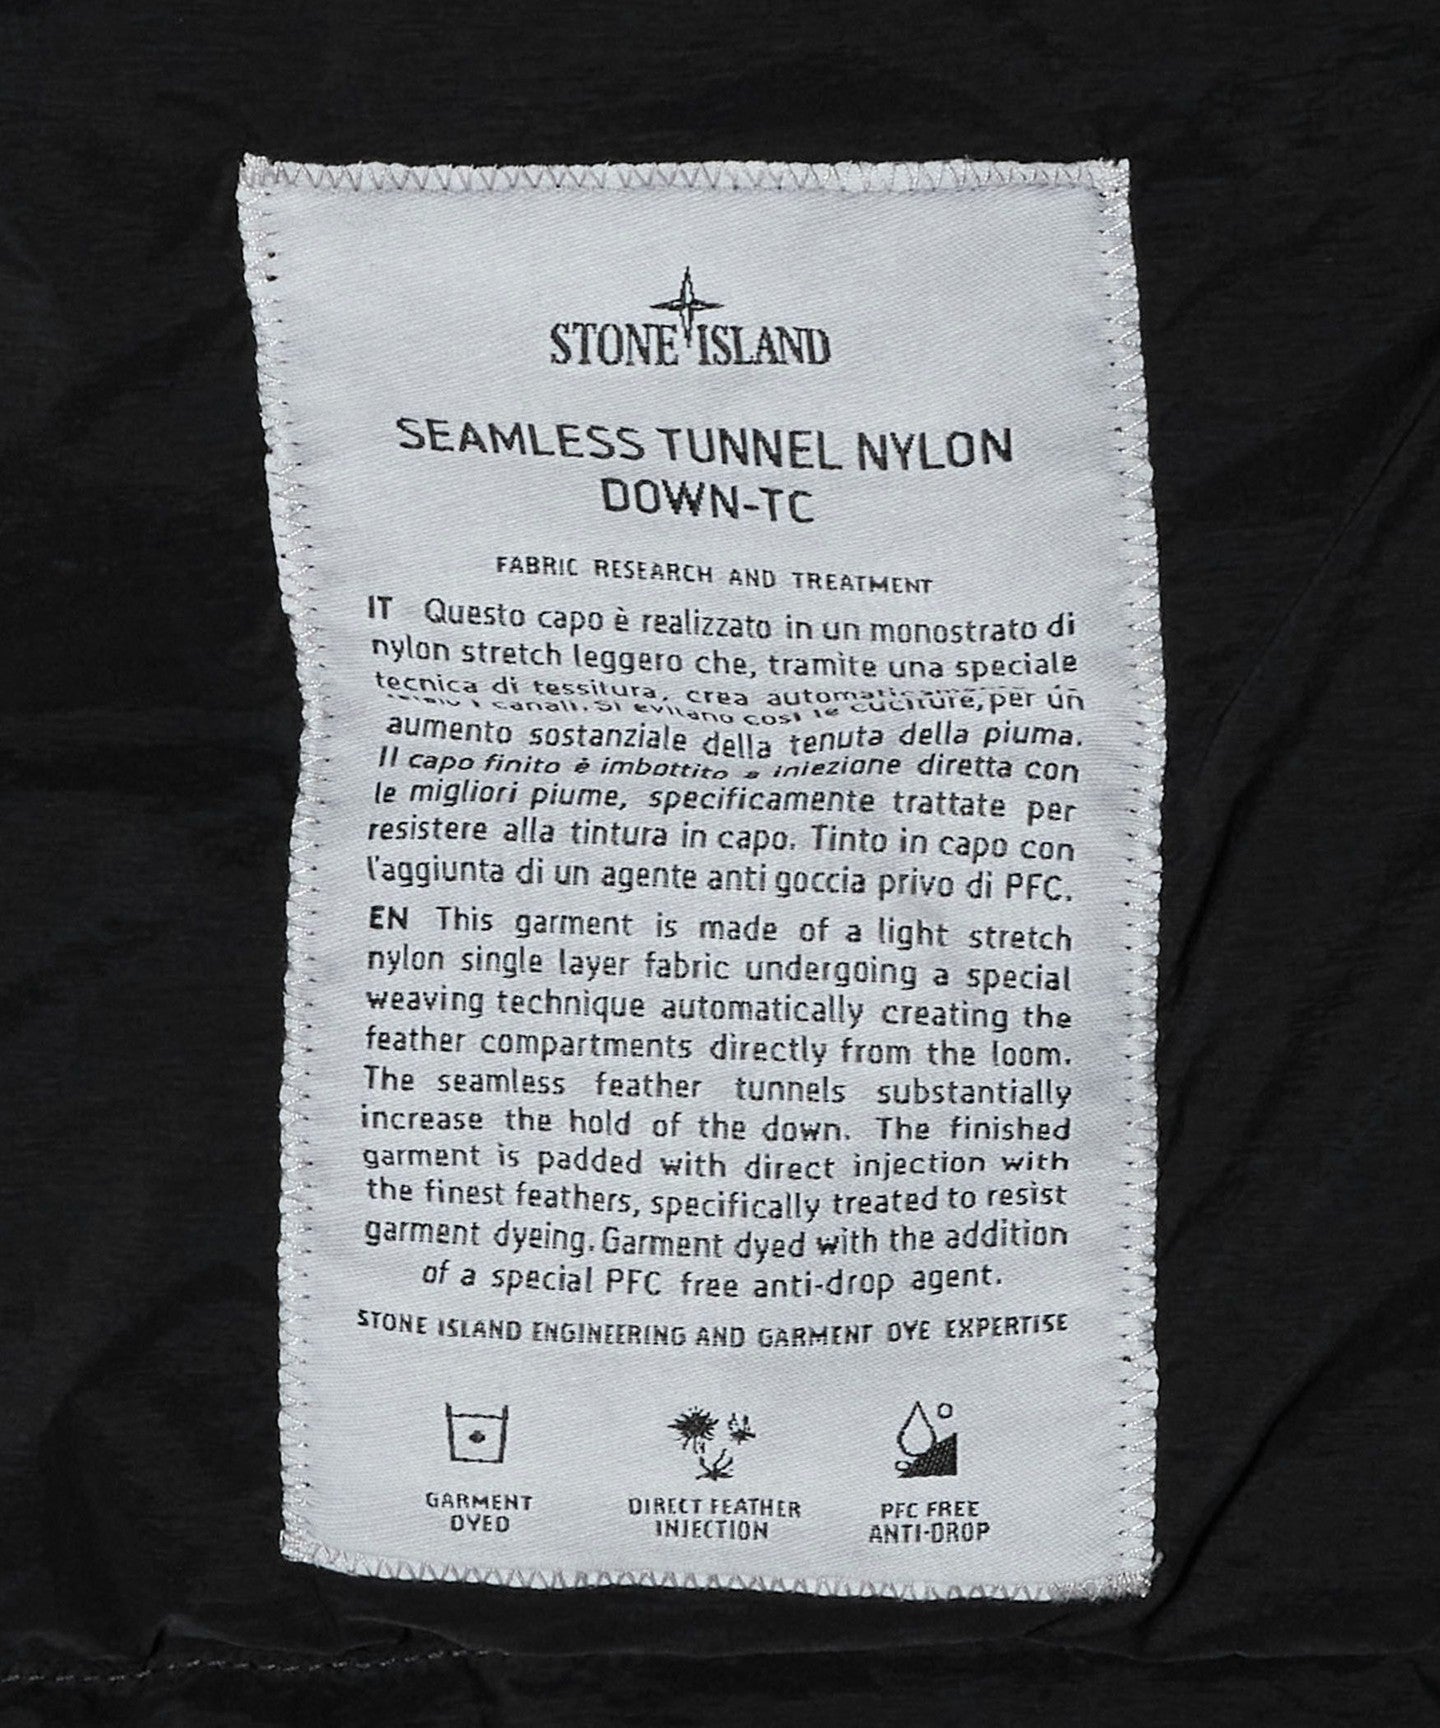 STONE ISLAND
SEAMLESS TUNNEL NYLON
DOWN-TC
FABRIC RESEARCH AND TREATMENT
IT Questo capo è realizzato in un monostrato di
nylon stretch leggero che, tramite una speciale
tecnica di tessitura, crea
i canali. Si evitano così le cuciture, per un
aumento sostanziale della tenuta della piuma.
Il capo finito è imbottito a iniezione diretta con
le migliori piume, specificamente trattate per
resistere alla tintura in capo. Tinto in capo con
l'aggiunta di un agente anti goccia privo di PFC.
EN This garment is made of a light stretch
nylon single layer fabric undergoing a special
weaving technique automatically creating the
feather compartments directly from the loom.
The seamless feather tunnels substantially
increase the hold of the down. The finished
garment is padded with direct injection with
the finest feathers, specifically treated to resist
garment dyeing. Garment dyed with the addition
of a special PFC free anti-drop agent.
STONE ISLAND ENGINEERING AND GARMENT DYE EXPERTISE
GARMENT
DYED
DIRECT FEATHER
INJECTION
PFC FREE
ANTI-DROP